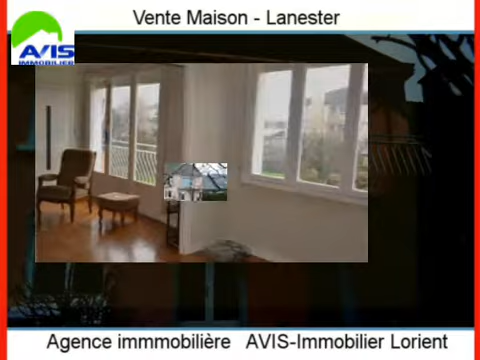 Vente Maison - Lanester
AVIS
IMMOBILIER
Agence immmobilière AVIS-Immobilier Lorient